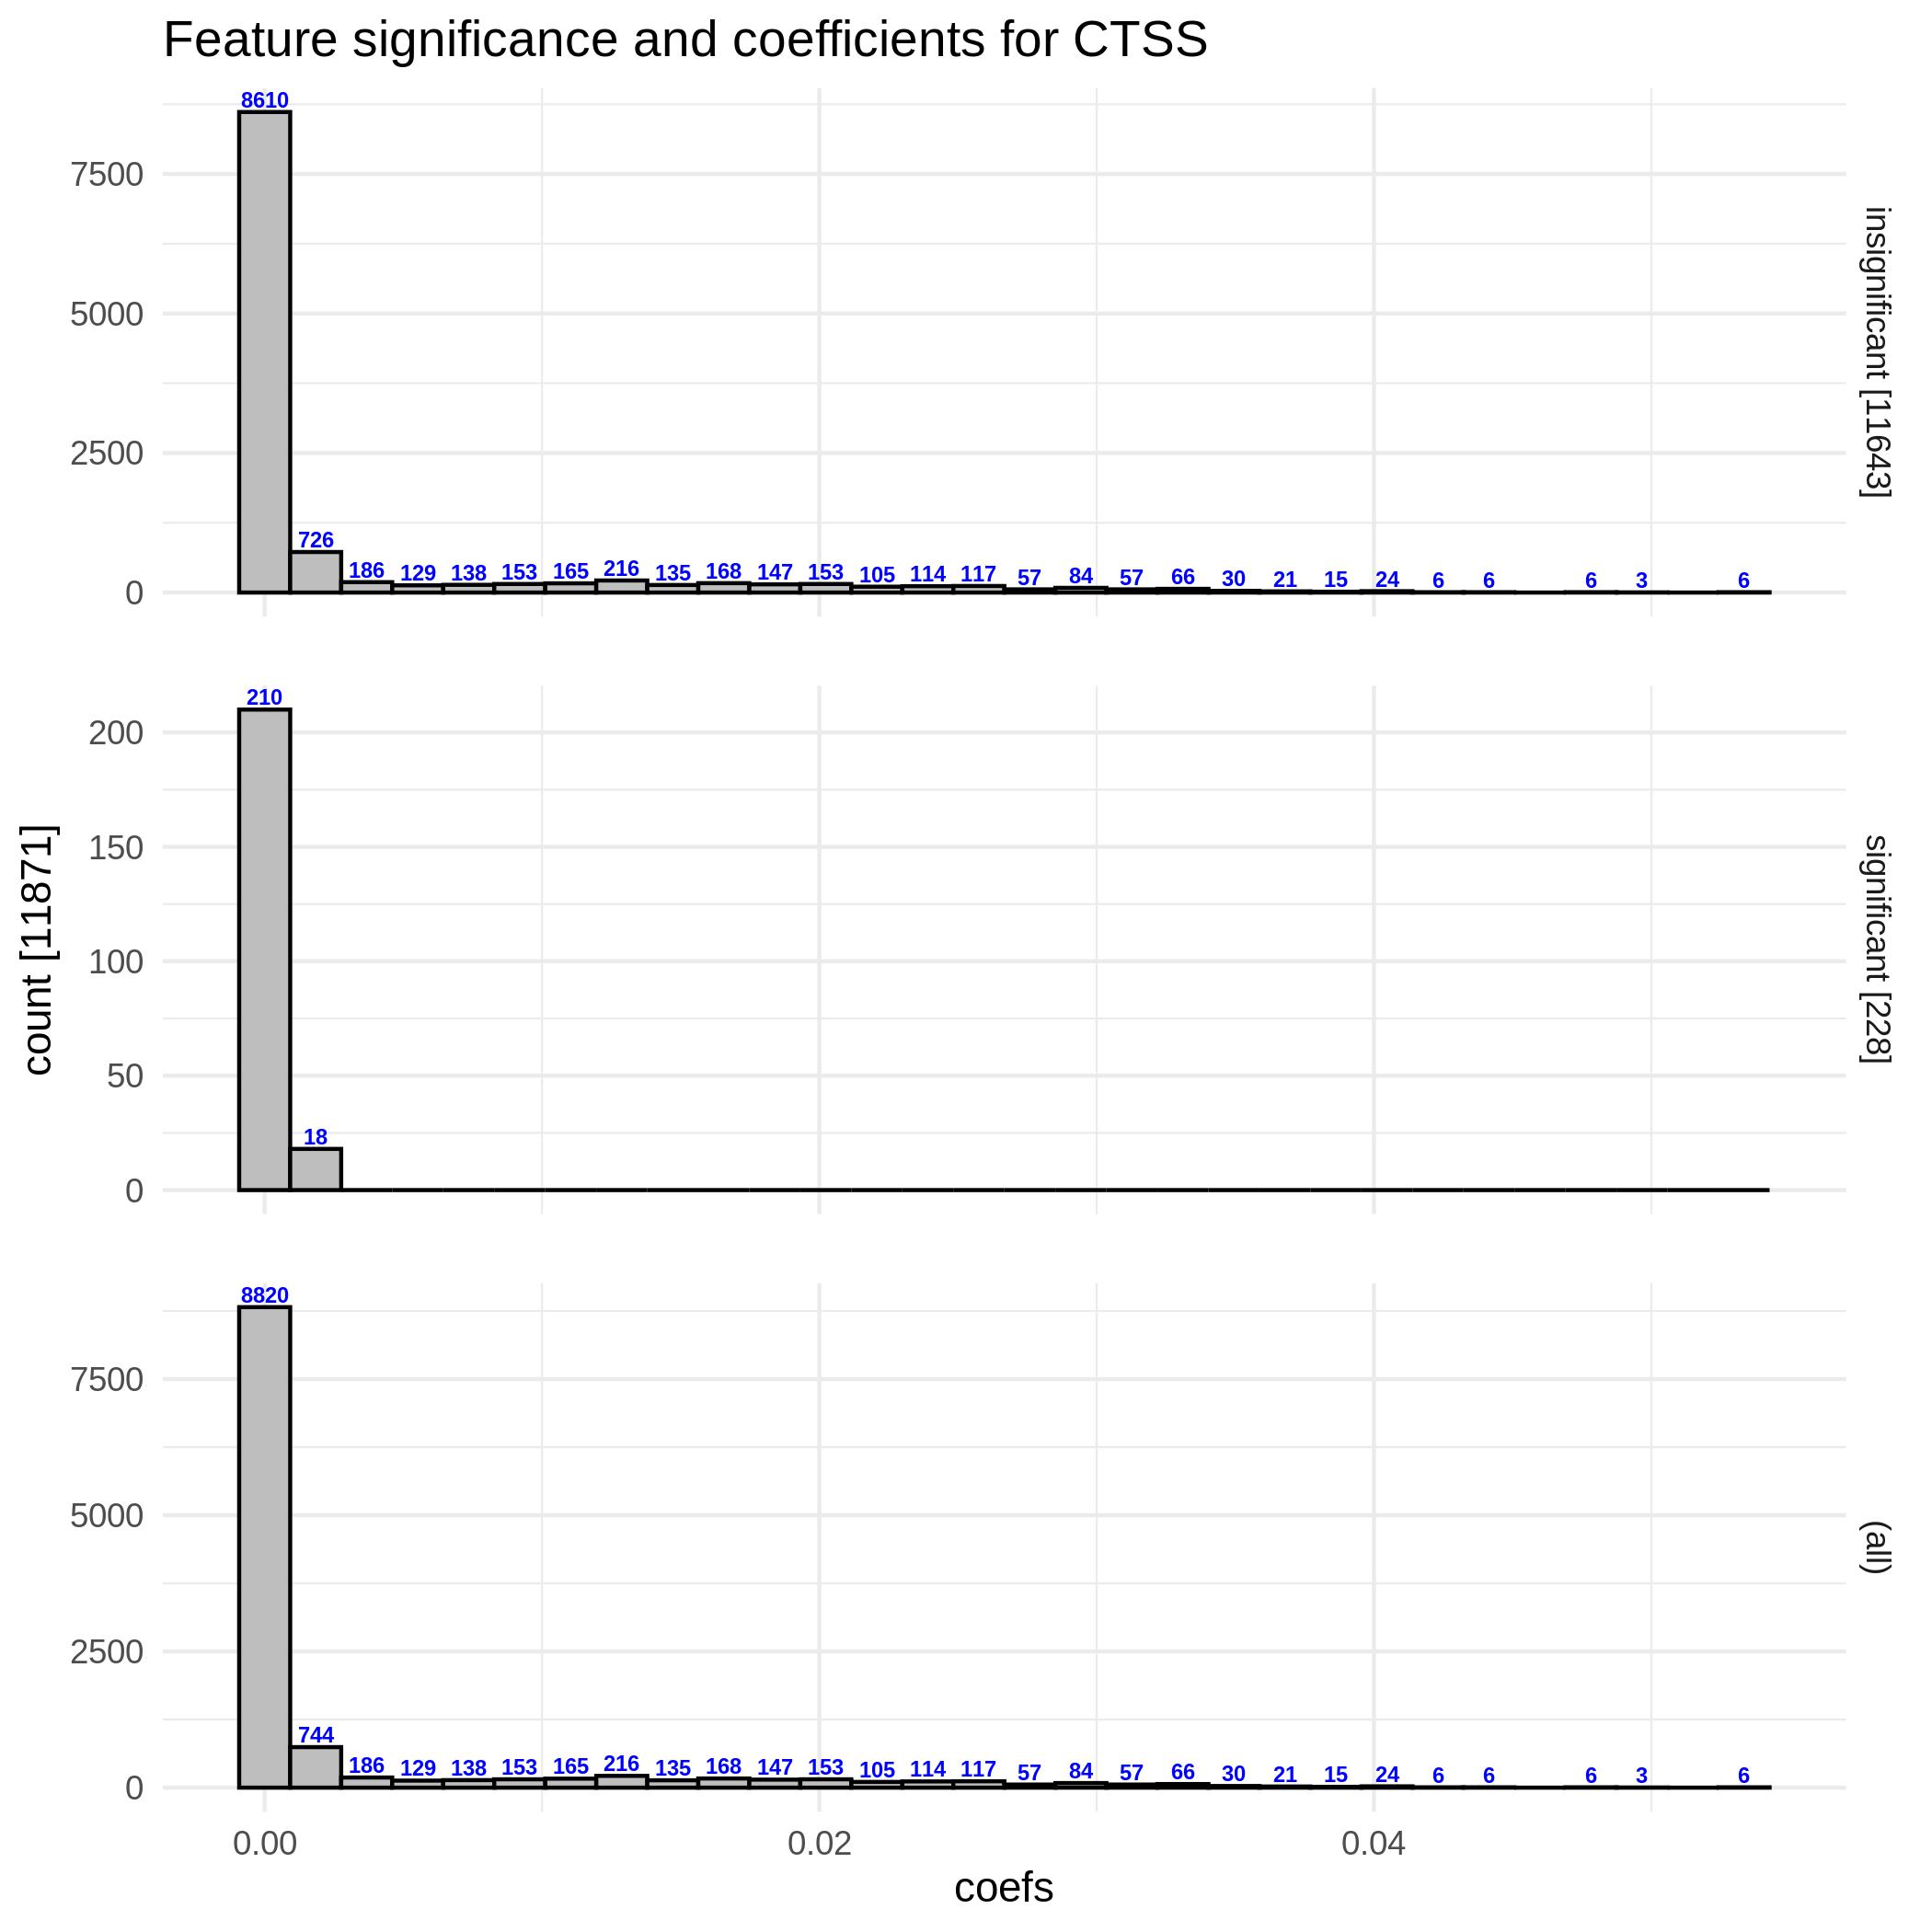 Feature significance and coefficients for CTSS
8610
7500
5000
2500
0
726
186 129 138 153 165 216 135 168 147 153 105 114 117 57 84 57 66 30 21 15 24 6 6 6 3 6
insignificant [11643]
210
200
150
100
50
0
18
significant [228]
count [11871]
8820
7500
5000
2500
0
744
186 129 138 153 165 216 135 168 147 153 105 114 117 57 84 57 66 30 21 15 24 6 6 6 3 6
(all)
0.00 0.02 0.04
coefs